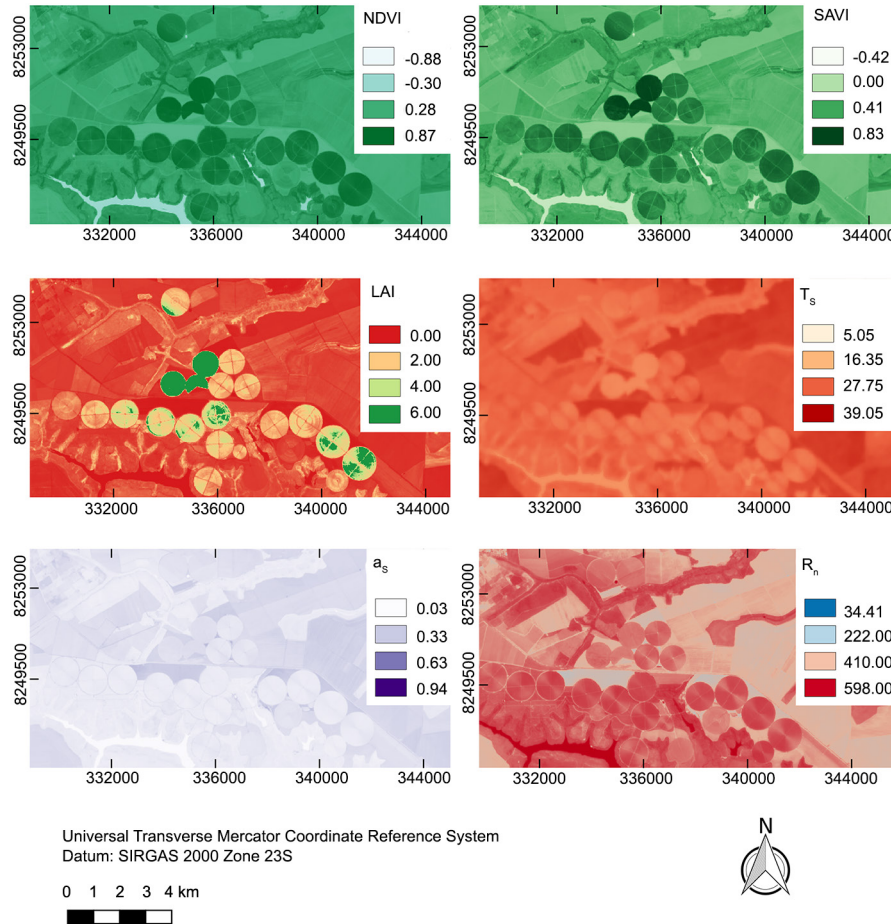 NDVI
-0.88
-0.30
0.28
0.87
8253000
8249500
332000 336000 340000 344000
SAVI
-0.42
0.00
0.41
0.83
8253000
8249500
332000 336000 340000 344000
LAI
0.00
2.00
4.00
6.00
8253000
8249500
332000 336000 340000 344000
Ts
5.05
16.35
27.75
39.05
8253000
8249500
332000 336000 340000 344000
as
0.03
0.33
0.63
0.94
8253000
8249500
332000 336000 340000 344000
Rn
34.41
222.00
410.00
598.00
8253000
8249500
332000 336000 340000 344000
Universal Transverse Mercator Coordinate Reference System
Datum: SIRGAS 2000 Zone 23S
0 1 2 3 4 km
N